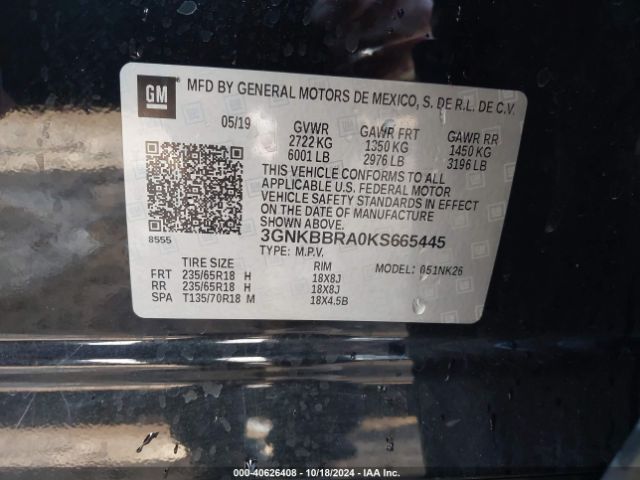 GM
MFD BY GENERAL MOTORS DE MEXICO, S. DE R.L. DE C.V.
05/19 GVWR GAWR FRT GAWR RR
2722 KG 1350 KG 1450 KG
6001 LB 2976 LB 3196 LB
THIS VEHICLE CONFORMS TO ALL
APPLICABLE U.S. FEDERAL MOTOR
VEHICLE SAFETY STANDARDS IN EFFECT
ON THE DATE OF MANUFACTURE
SHOWN ABOVE.
8555 3GNKBBRA0KS665445
TYPE: M.P.V.
TIRE SIZE RIM MODEL: 051NK26
FRT 235/65R18 H 18X8J
RR 235/65R18 H 18X8J
SPA T135/70R18 M 18X4.5B
000-40626408 - 10/18/2024 - IAA Inc.